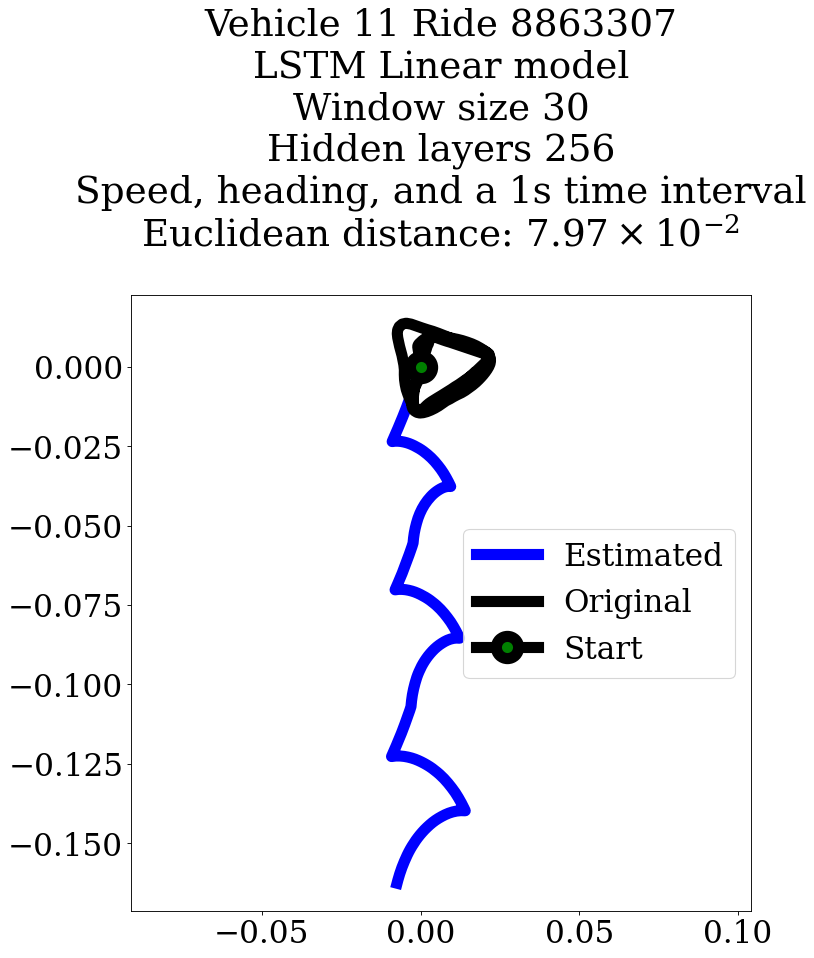 Vehicle 11 Ride 8863307
LSTM Linear model
Window size 30
Hidden layers 256
Speed, heading, and a 1s time interval
Euclidean distance: 7.97 × 10⁻²
0.000
−0.025
−0.050
−0.075
−0.100
−0.125
−0.150
Estimated
Original
Start
−0.05
0.00
0.05
0.10